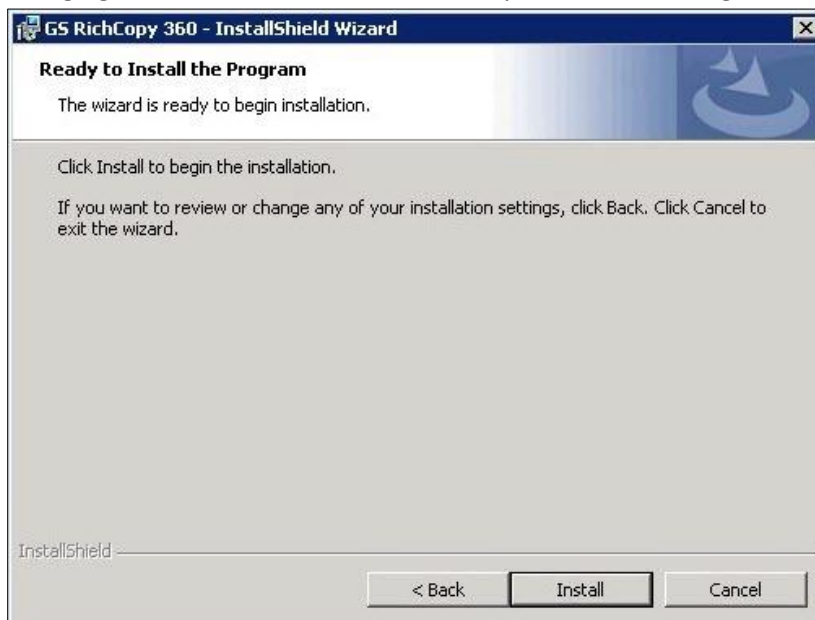 GS RichCopy 360 - InstallShield Wizard
Ready to Install the Program
The wizard is ready to begin installation.
Click Install to begin the installation.
If you want to review or change any of your installation settings, click Back. Click Cancel to
exit the wizard.
InstallShield
< Back
Install
Cancel